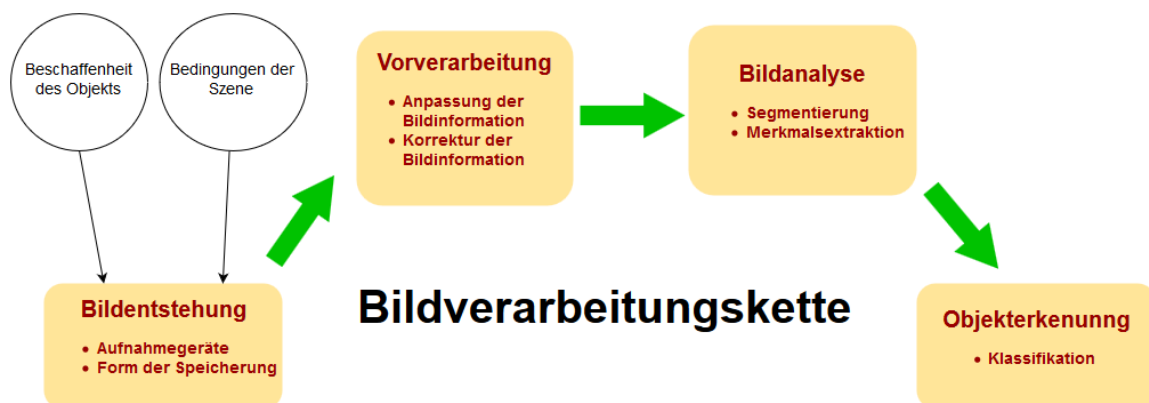 Beschaffenheit
des Objekts
Bedingungen der
Szene
Vorverarbeitung
• Anpassung der
Bildinformation
• Korrektur der
Bildinformation
Bildanalyse
• Segmentierung
• Merkmalsextraktion
Bildentstehung
• Aufnahmegeräte
• Form der Speicherung
Bildverarbeitungskette
Objekterkenunng
• Klassifikation